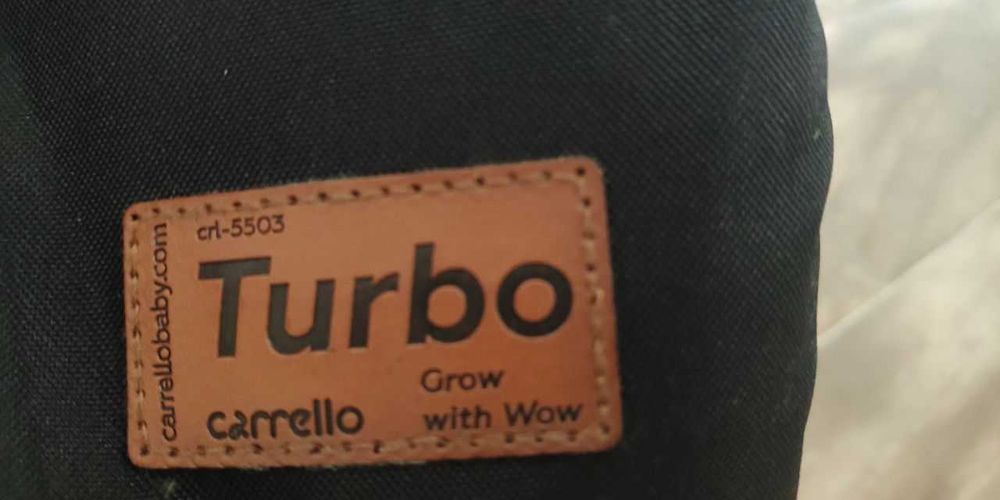 carrellobaby.com
crl-5503
Turbo
carrello
Grow
with Wow